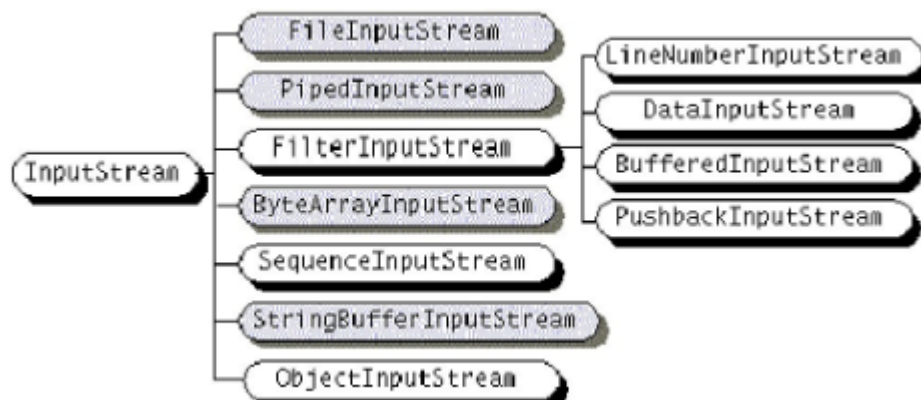 InputStream
FileInputStream
PipedInputStream
FilterInputStream
ByteArrayInputStream
SequenceInputStream
StringBufferInputStream
ObjectInputStream
LineNumberInputStream
DataInputStream
BufferedInputStream
PushbackInputStream